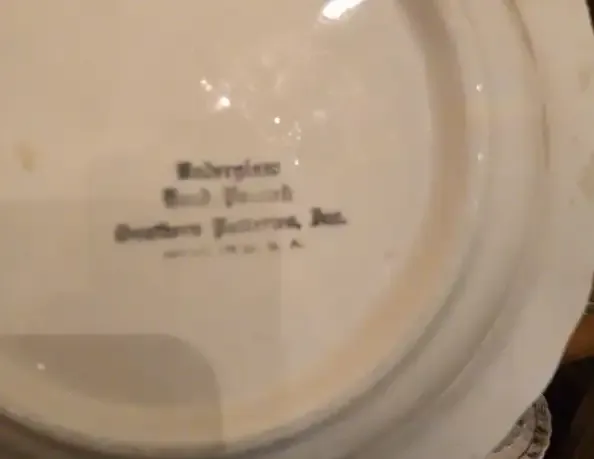 Underglaze
Hand Painted
Southern Potteries, Inc.
U. S. A.